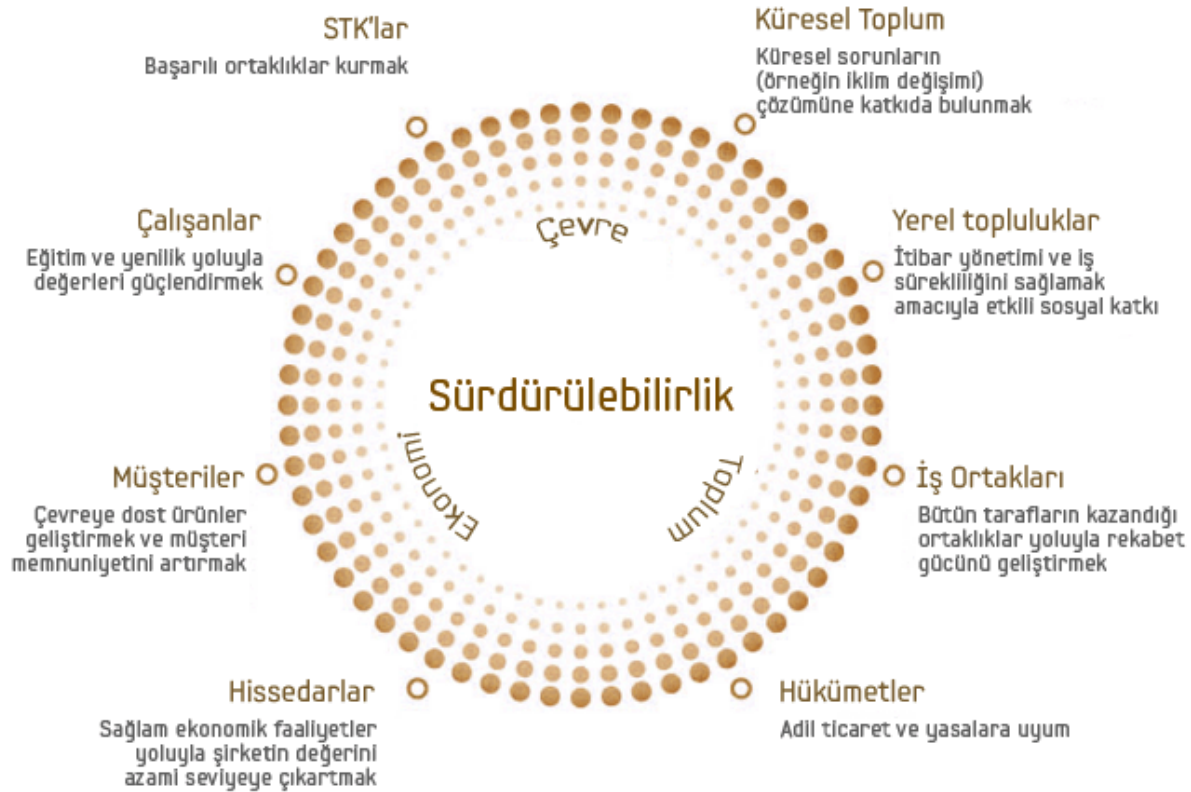 STK'lar
Başarılı ortaklıklar kurmak
Küresel Toplum
Küresel sorunların
(örneğin iklim değişimi)
çözümüne katkıda bulunmak
Çalışanlar
Eğitim ve yenilik yoluyla
değerleri güçlendirmek
Yerel topluluklar
İtibar yönetimi ve iş
sürekliliğini sağlamak
amacıyla etkili sosyal katkı
Çevre
Sürdürülebilirlik
Ekonomi
Toplum
Müşteriler
Çevreye dost ürünler
geliştirmek ve müşteri
memnuniyetini artırmak
İş Ortakları
Bütün tarafların kazandığı
ortaklıklar yoluyla rekabet
gücünü geliştirmek
Hissedarlar
Sağlam ekonomik faaliyetler
yoluyla şirketin değerini
azami seviyeye çıkartmak
Hükümetler
Adil ticaret ve yasalara uyum